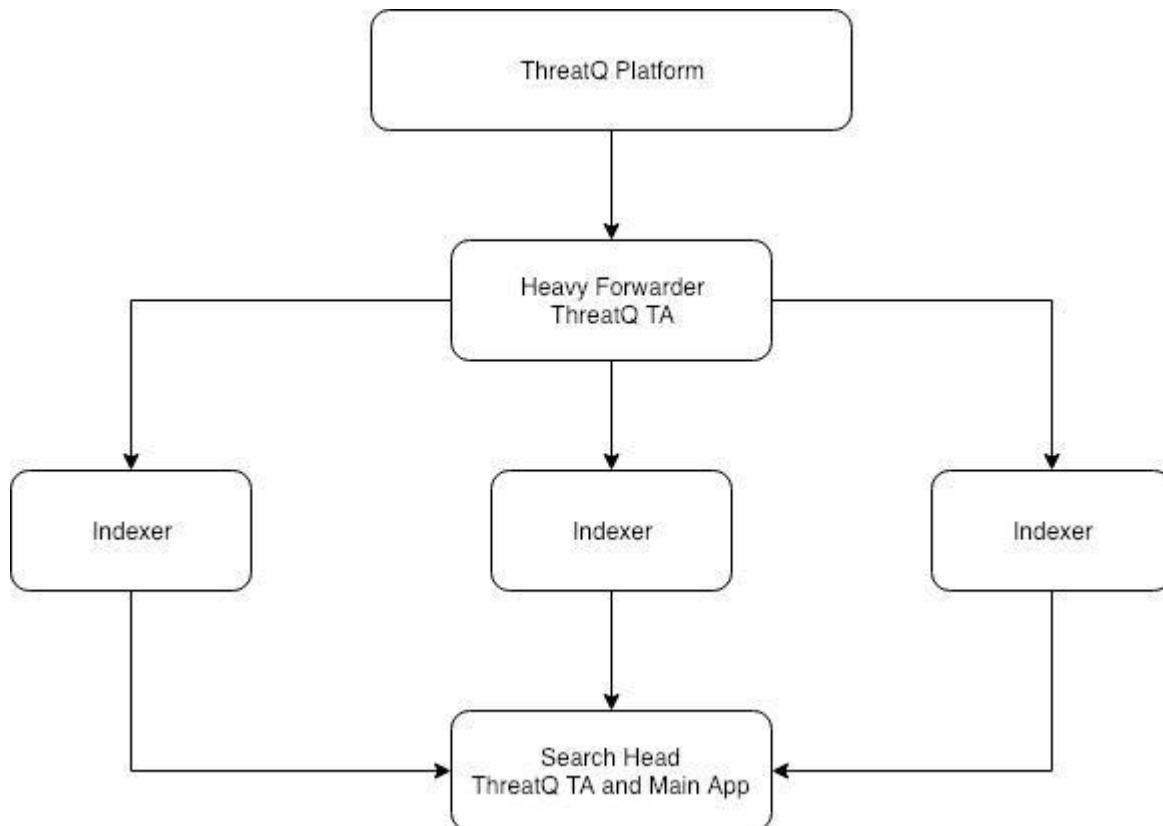 ThreatQ Platform
Heavy Forwarder
ThreatQ TA
Indexer
Indexer
Indexer
Search Head
ThreatQ TA and Main App